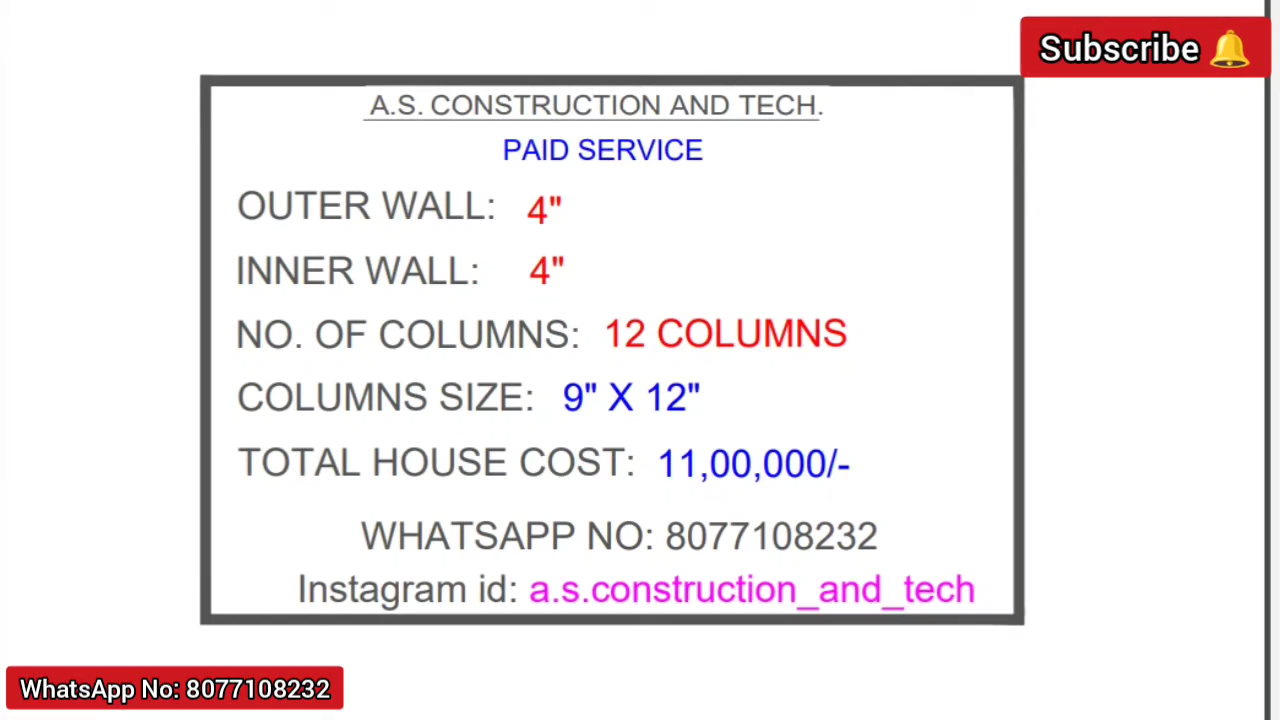 Subscribe
A.S. CONSTRUCTION AND TECH.
PAID SERVICE
OUTER WALL: 4"
INNER WALL: 4"
NO. OF COLUMNS: 12 COLUMNS
COLUMNS SIZE: 9" X 12"
TOTAL HOUSE COST: 11,00,000/-
WHATSAPP NO: 8077108232
Instagram id: a.s.construction_and_tech
WhatsApp No: 8077108232